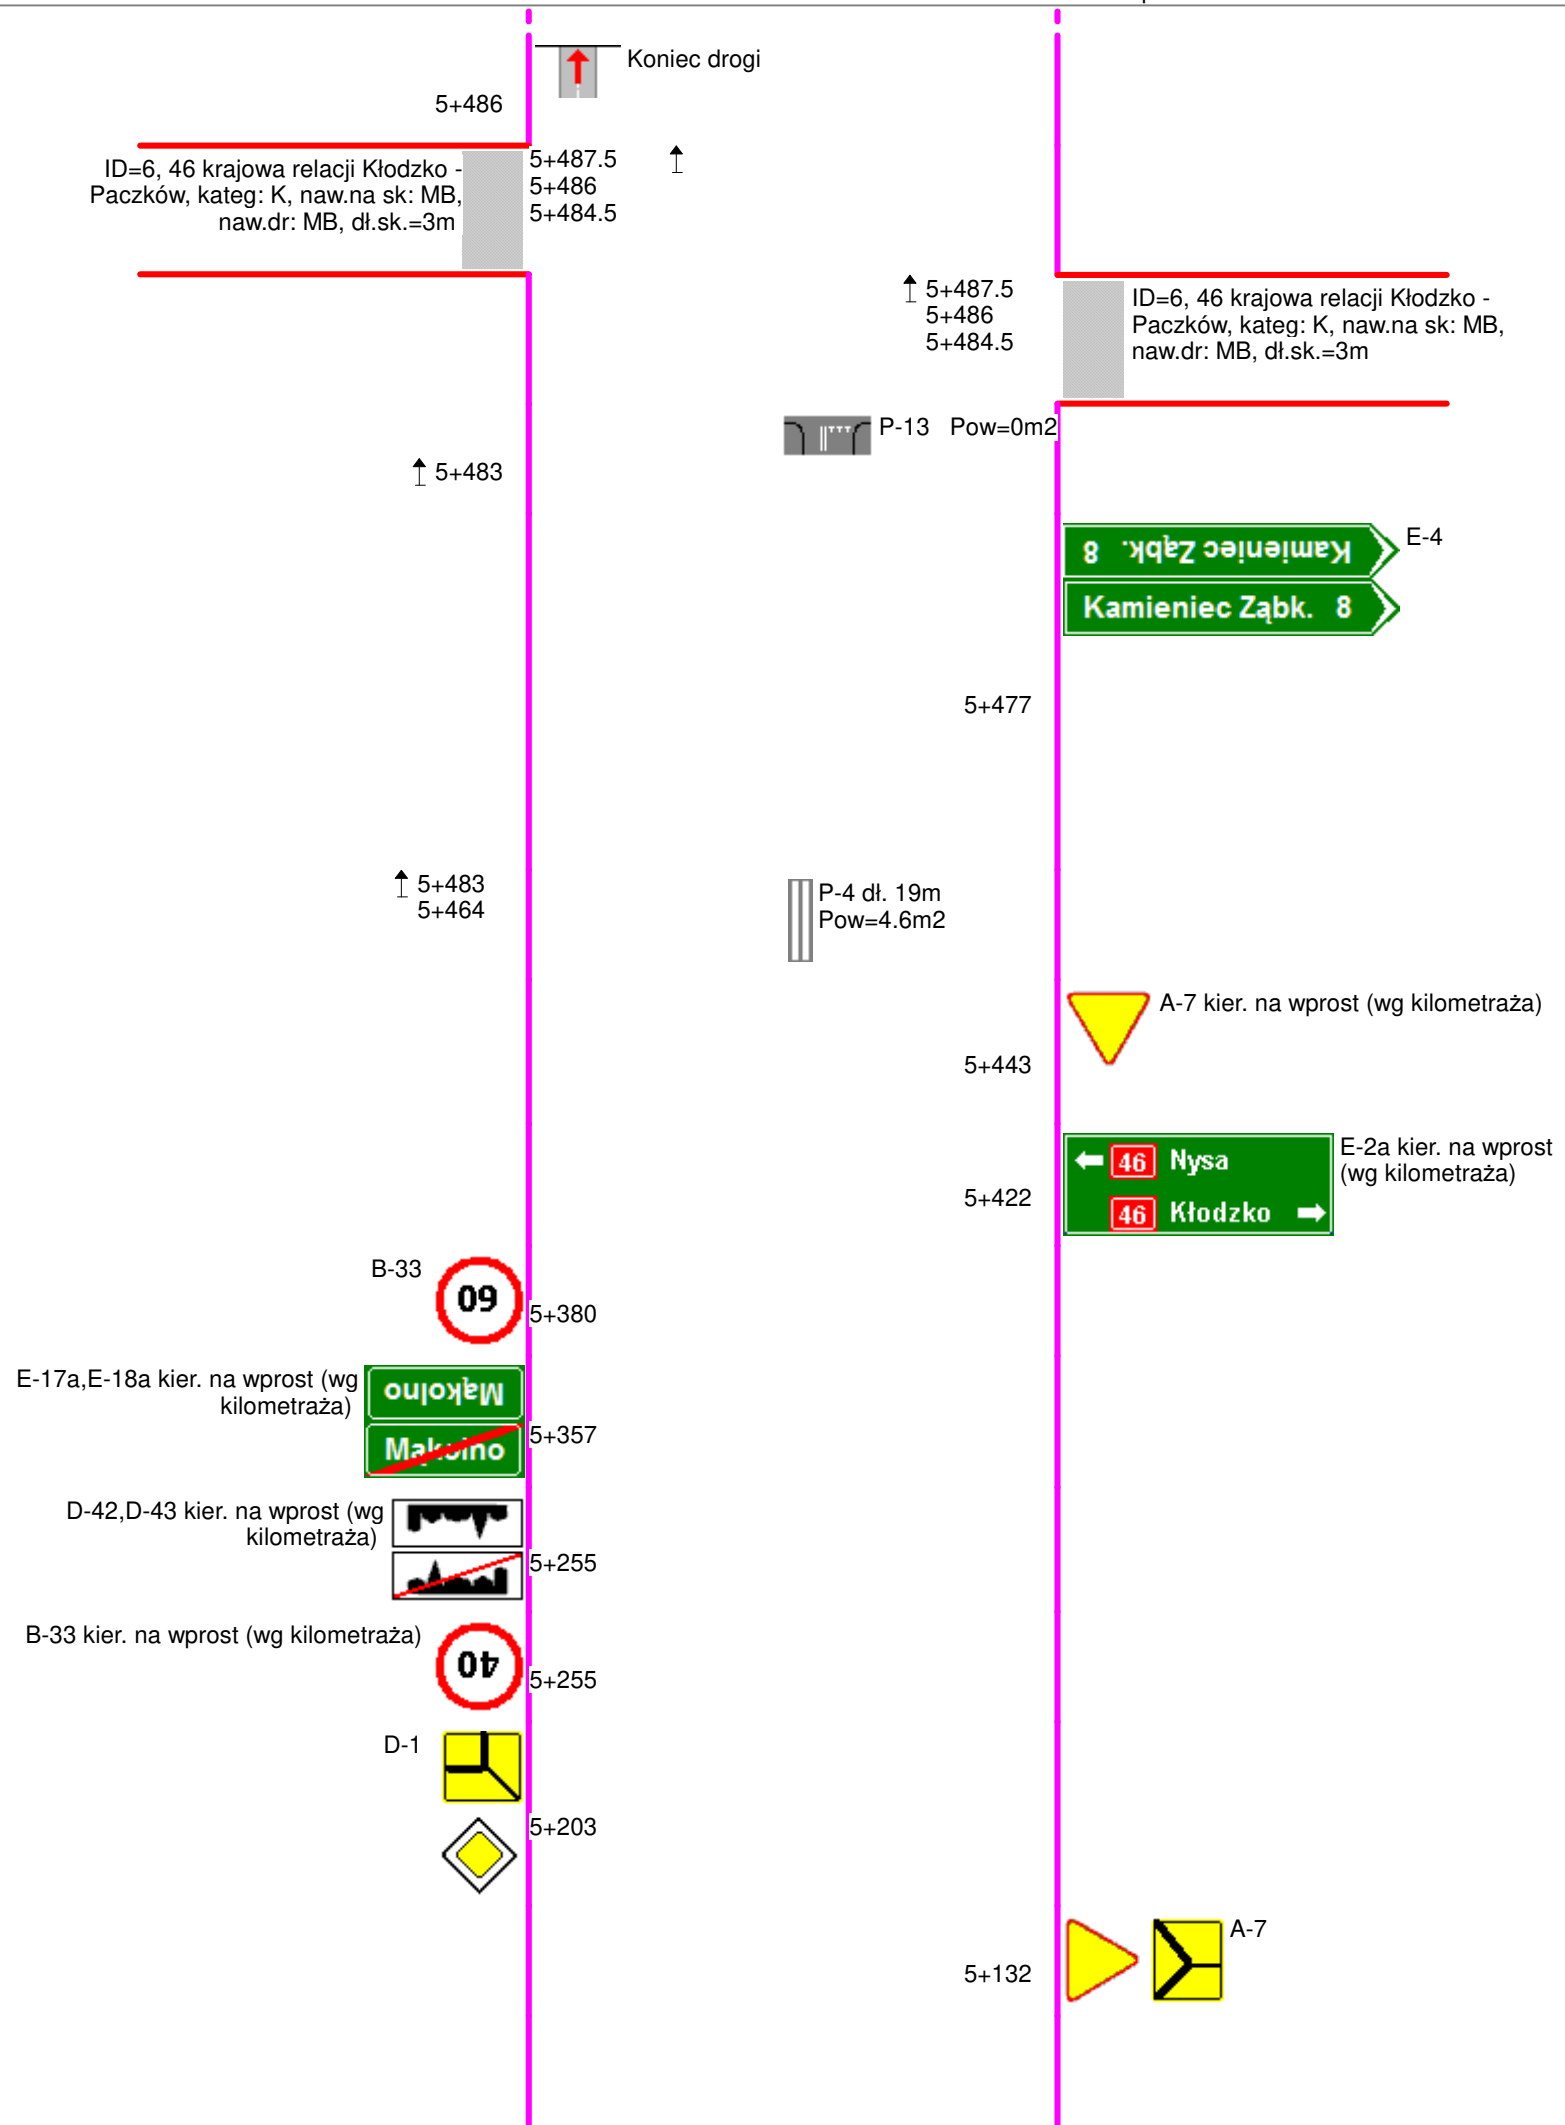 Koniec drogi
5+486
ID=6, 46 krajowa relacji Kłodzko -
Paczków, kateg: K, naw.na sk: MB,
naw.dr: MB, dł.sk.=3m
5+487.5
5+486
5+484.5
5+487.5
5+486
5+484.5
ID=6, 46 krajowa relacji Kłodzko -
Paczków, kateg: K, naw.na sk: MB,
naw.dr: MB, dł.sk.=3m
P-13 Pow=0m2
5+483
Kamieniec Ząbk. 8
E-4
Kamieniec Ząbk. 8
5+477
5+483
5+464
P-4 dł. 19m
Pow=4.6m2
A-7 kier. na wprost (wg kilometraża)
5+443
46 Nysa
46 Kłodzko
E-2a kier. na wprost
(wg kilometraża)
5+422
B-33
60
5+380
E-17a,E-18a kier. na wprost (wg
kilometraża)
Mąkolno
Mąkolno
5+357
D-42,D-43 kier. na wprost (wg
kilometraża)
5+255
B-33 kier. na wprost (wg kilometraża)
40
5+255
D-1
5+203
A-7
5+132